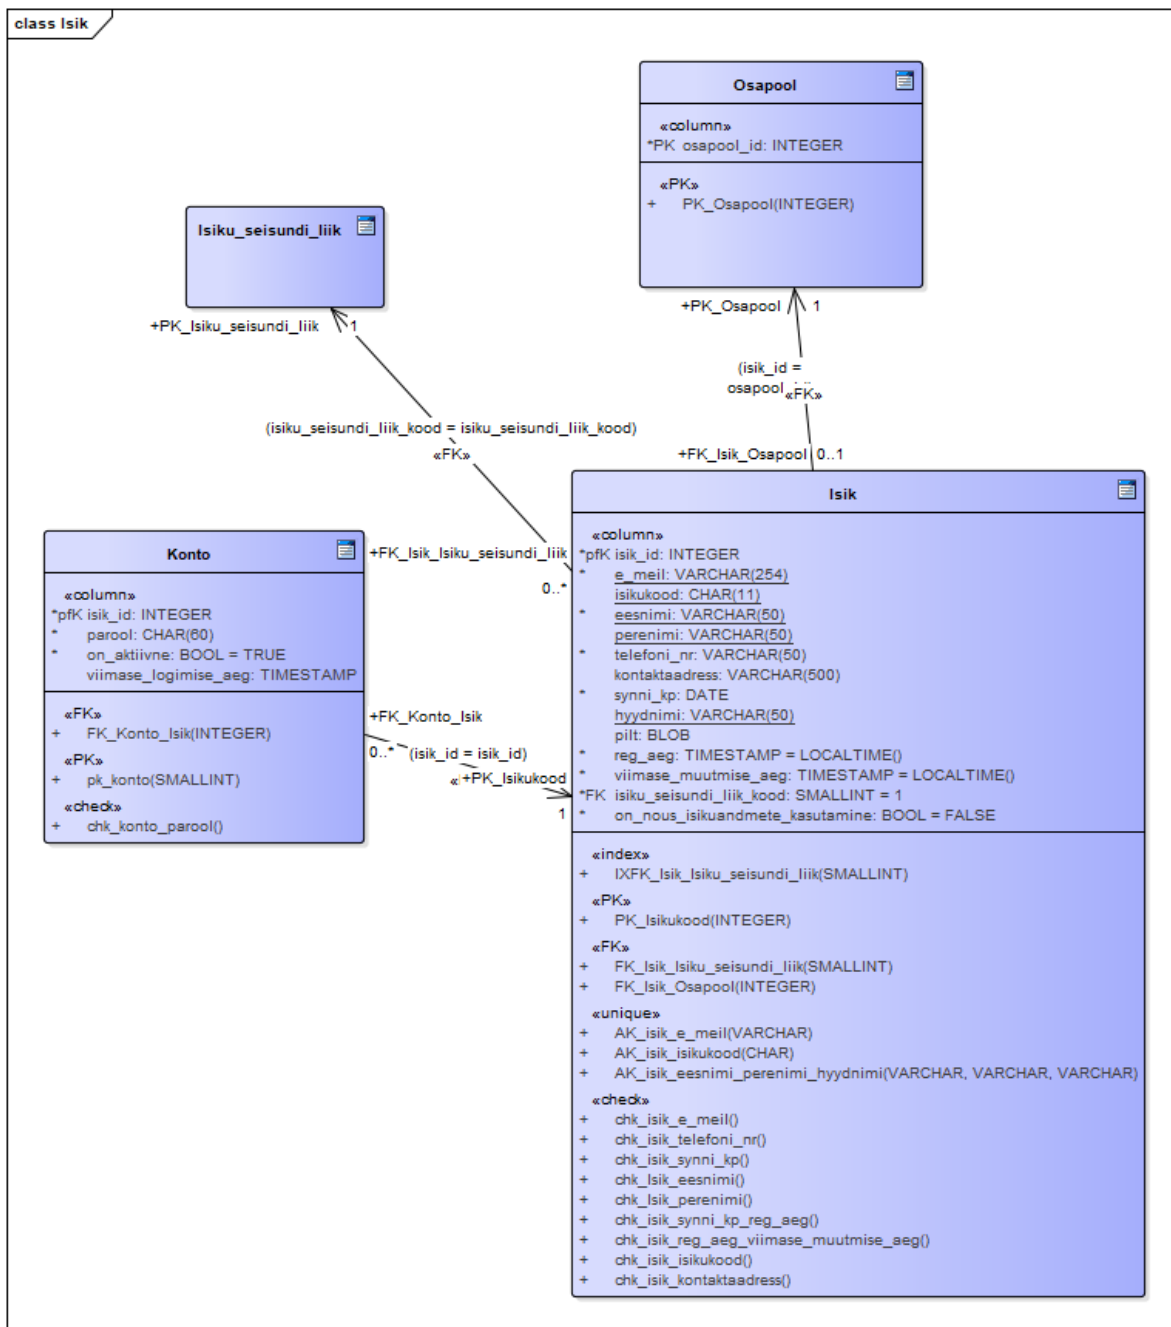 class Isik
Osapool
«column»
*PK osapool_id: INTEGER
«PK»
+ PK_Osapool(INTEGER)
Isiku_seisundi_liik
+PK_Isiku_seisundi_liik
1
+PK_Osapool
1
(isik_id =
osapool
«FK»
(isiku_seisundi_liik_kood = isiku_seisundi_liik_kood)
«FK»
+FK_Isik_Osapool
0..1
+FK_Isik_Isiku_seisundi_liik
0..*
Konto
«column»
*pfK isik_id: INTEGER
* parool: CHAR(60)
* on_aktiivne: BOOL = TRUE
viimase_logimise_aeg: TIMESTAMP
«FK»
+ FK_Konto_Isik(INTEGER)
«PK»
+ pk_konto(SMALLINT)
«check»
+ chk_konto_parool()
+FK_Konto_Isik
0..*
(isik_id = isik_id)
+PK_Isikukood
1
Isik
«column»
*pfK isik_id: INTEGER
* e_meil: VARCHAR(254)
isikukood: CHAR(11)
* eesnimi: VARCHAR(50)
perenimi: VARCHAR(50)
* telefoni_nr: VARCHAR(50)
kontaktaadress: VARCHAR(500)
* synni_kp: DATE
hyydnimi: VARCHAR(50)
pilt: BLOB
* reg_aeg: TIMESTAMP = LOCALTIME()
* viimase_muutmise_aeg: TIMESTAMP = LOCALTIME()
*FK isiku_seisundi_liik_kood: SMALLINT = 1
* on_nous_isikuandmete_kasutamine: BOOL = FALSE
«index»
+ IXFK_Isik_Isiku_seisundi_liik(SMALLINT)
«PK»
+ PK_Isikukood(INTEGER)
«FK»
+ FK_Isik_Isiku_seisundi_liik(SMALLINT)
+ FK_Isik_Osapool(INTEGER)
«unique»
+ AK_isik_e_meil(VARCHAR)
+ AK_isik_isikukood(CHAR)
+ AK_isik_eesnimi_perenimi_hyydnimi(VARCHAR, VARCHAR, VARCHAR)
«check»
+ chk_isik_e_meil()
+ chk_isik_telefoni_nr()
+ chk_isik_synni_kp()
+ chk_Isik_eesnimi()
+ chk_Isik_perenimi()
+ chk_isik_synni_kp_reg_aeg()
+ chk_isik_reg_aeg_viimase_muutmise_aeg()
+ chk_isik_isikukood()
+ chk_isik_kontaktaadress()